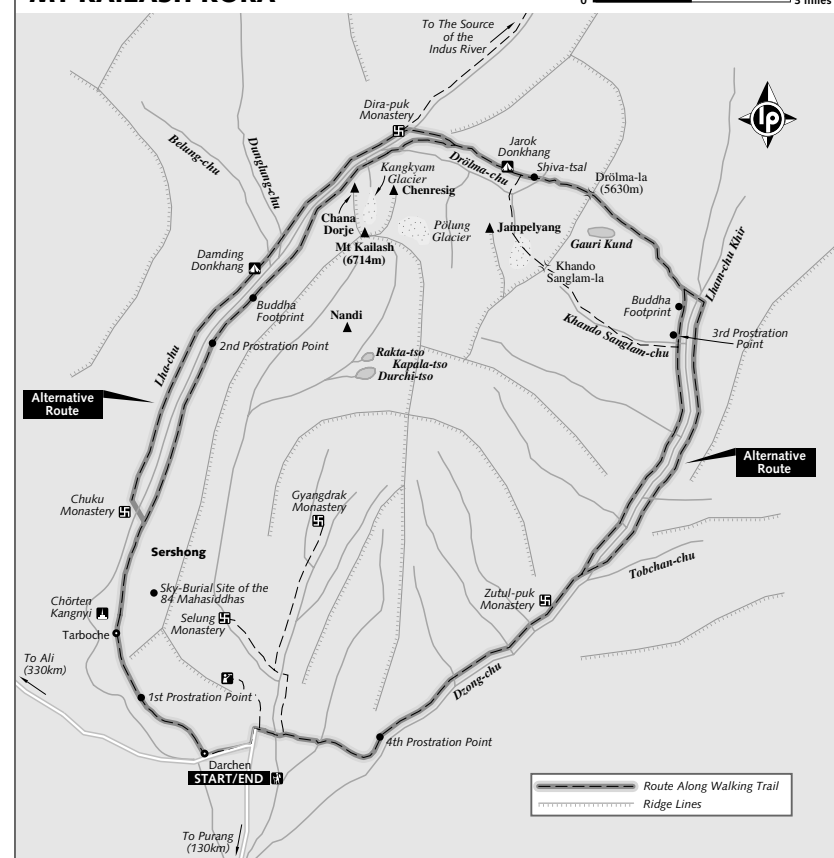 MT KAILASH KORA
0
3 miles
To The Source
of the
Indus River
Dira-puk
Monastery
lp
Belung-chu
Dunglung-chu
Kangkyam
Glacier
Drölma-chu
Jarok
Donkhang
Shiva-tsal
Drölma-la
(5630m)
Chenresig
Chana
Dorje
Mt Kailash
(6714m)
Pölung
Glacier
Jampelyang
Gauri Kund
Lham-chu Khir
Damding
Donkhang
Khando
Sanglam-la
Buddha
Footprint
Buddha
Footprint
Nandi
Khando Sanglam-chu
3rd Prostration
Point
2nd Prostration Point
Lha-chu
Rakta-tso
Kapala-tso
Durchi-tso
Alternative
Route
Alternative
Route
Chuku
Monastery
Gyangdrak
Monastery
Sershong
Tobchan-chu
Sky-Burial Site of the
84 Mahasiddhas
Chörten
Kangnyi
Selung
Monastery
Zutul-puk
Monastery
Tarboche
To Ali
(330km)
Dzong-chu
1st Prostration Point
4th Prostration Point
Darchen
START/END
Route Along Walking Trail
Ridge Lines
To Purang
(130km)